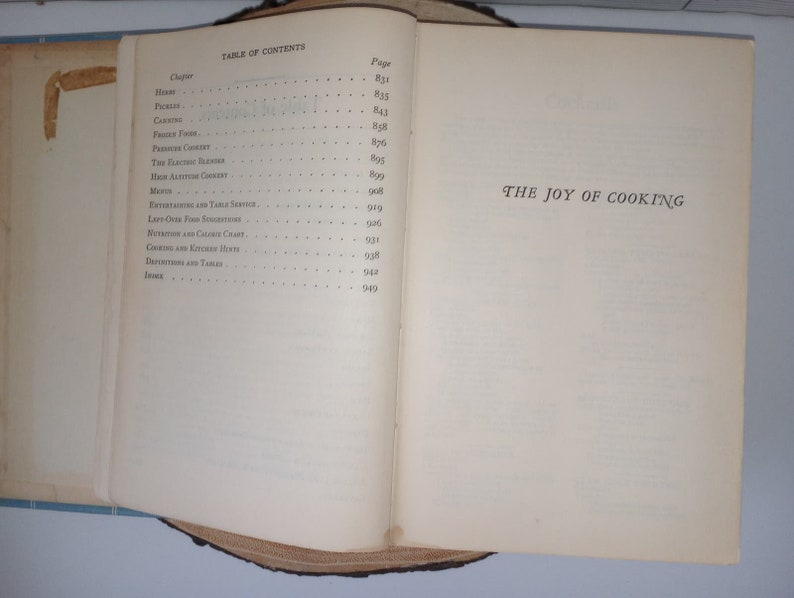 TABLE OF CONTENTS
Chapter Page
HERBS . . . . . . . . . . . . . . . 831
PICKLES . . . . . . . . . . . . . . . 835
CANNING . . . . . . . . . . . . . . . 843
FROZEN FOODS . . . . . . . . . . . . . . . 858
PRESSURE COOKERY . . . . . . . . . . . . . 876
THE ELECTRIC BLENDER . . . . . . . . . . . . 895
HIGH ALTITUDE COOKERY . . . . . . . . . . . . 899
MENUS . . . . . . . . . . . . . . . 908
ENTERTAINING AND TABLE SERVICE . . . . . . . . . 919
LEFT-OVER FOOD SUGGESTIONS . . . . . . . . . . 926
NUTRITION AND CALORIE CHART . . . . . . . . . . 931
COOKING AND KITCHEN HINTS . . . . . . . . . . 938
DEFINITIONS AND TABLES . . . . . . . . . . . 942
INDEX . . . . . . . . . . . . . . . 949
THE JOY OF COOKING